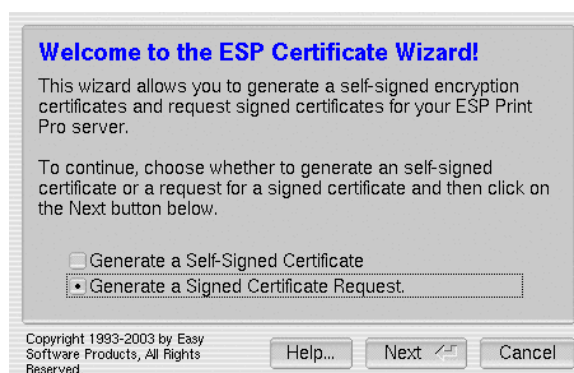 Welcome to the ESP Certificate Wizard!
This wizard allows you to generate a self-signed encryption
certificates and request signed certificates for your ESP Print
Pro server.
To continue, choose whether to generate an self-signed
certificate or a request for a signed certificate and then click on
the Next button below.
Generate a Self-Signed Certificate
Generate a Signed Certificate Request.
Copyright 1993-2003 by Easy
Software Products, All Rights
Reserved
Help...
Next
Cancel